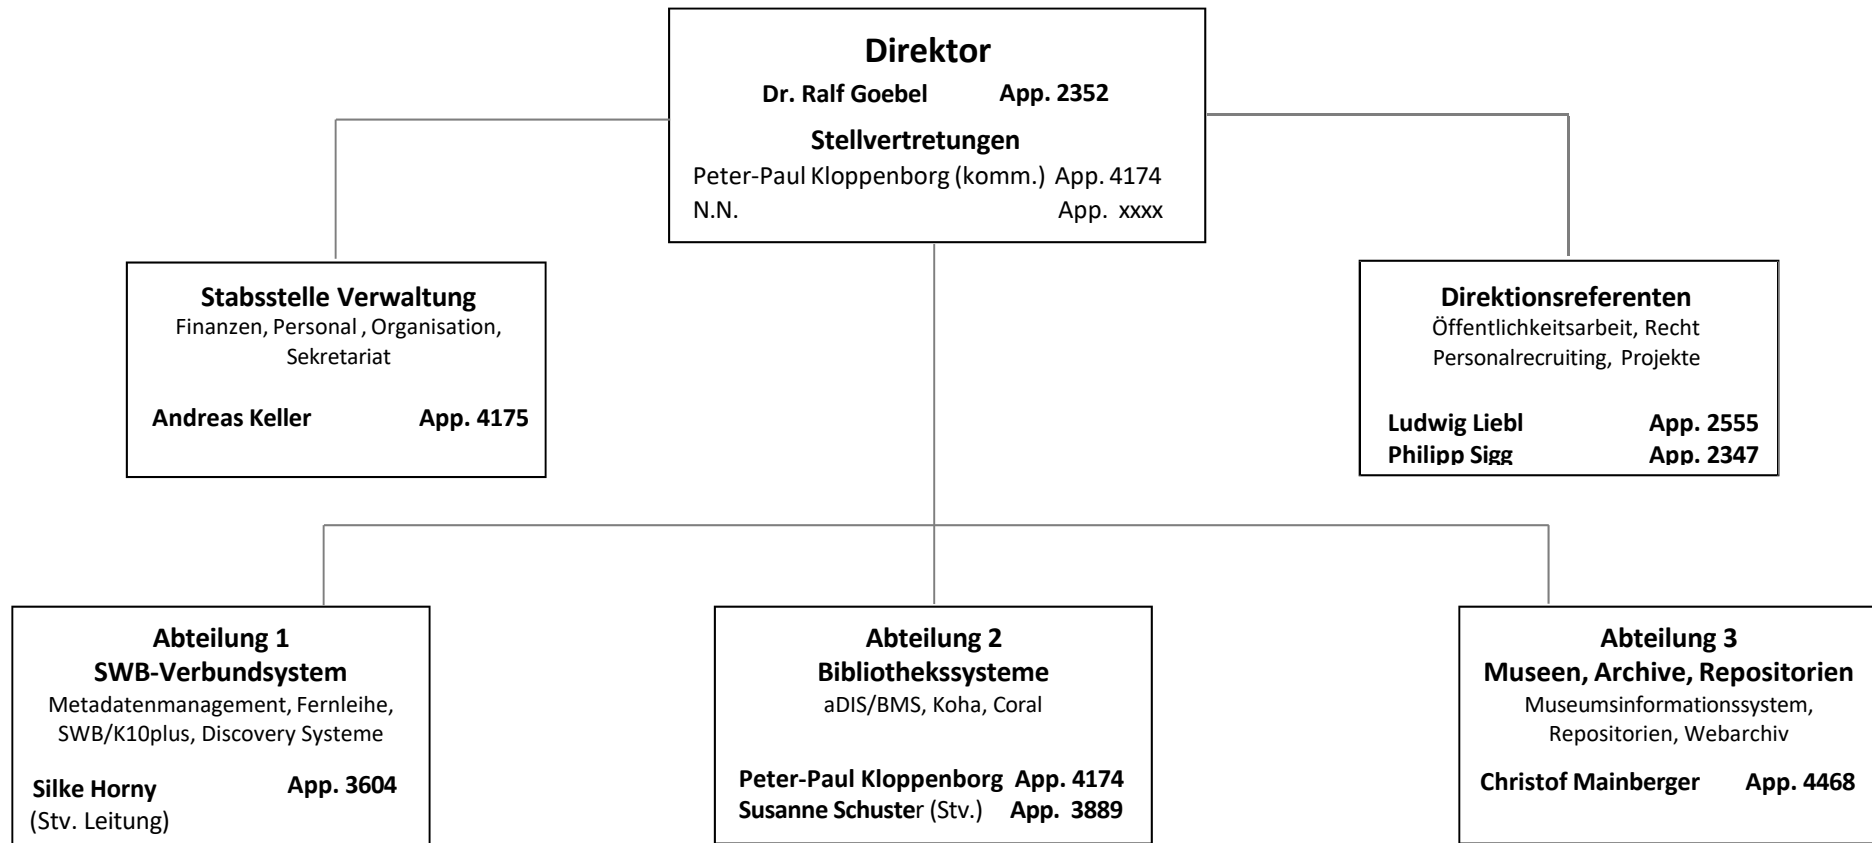 Direktor
Dr. Ralf Goebel App. 2352
Stellvertretungen
Peter-Paul Kloppenborg (komm.) App. 4174
N.N. App. xxxx
Stabsstelle Verwaltung
Finanzen, Personal , Organisation,
Sekretariat
Andreas Keller App. 4175
Direktionsreferenten
Öffentlichkeitsarbeit, Recht
Personalrecruiting, Projekte
Ludwig Liebl App. 2555
Philipp Sigg App. 2347
Abteilung 1
SWB-Verbundsystem
Metadatenmanagement, Fernleihe,
SWB/K10plus, Discovery Systeme
Silke Horny App. 3604
(Stv. Leitung)
Abteilung 2
Bibliothekssysteme
aDIS/BMS, Koha, Coral
Peter-Paul Kloppenborg App. 4174
Susanne Schuster (Stv.) App. 3889
Abteilung 3
Museen, Archive, Repositorien
Museumsinformationssystem,
Repositorien, Webarchiv
Christof Mainberger App. 4468